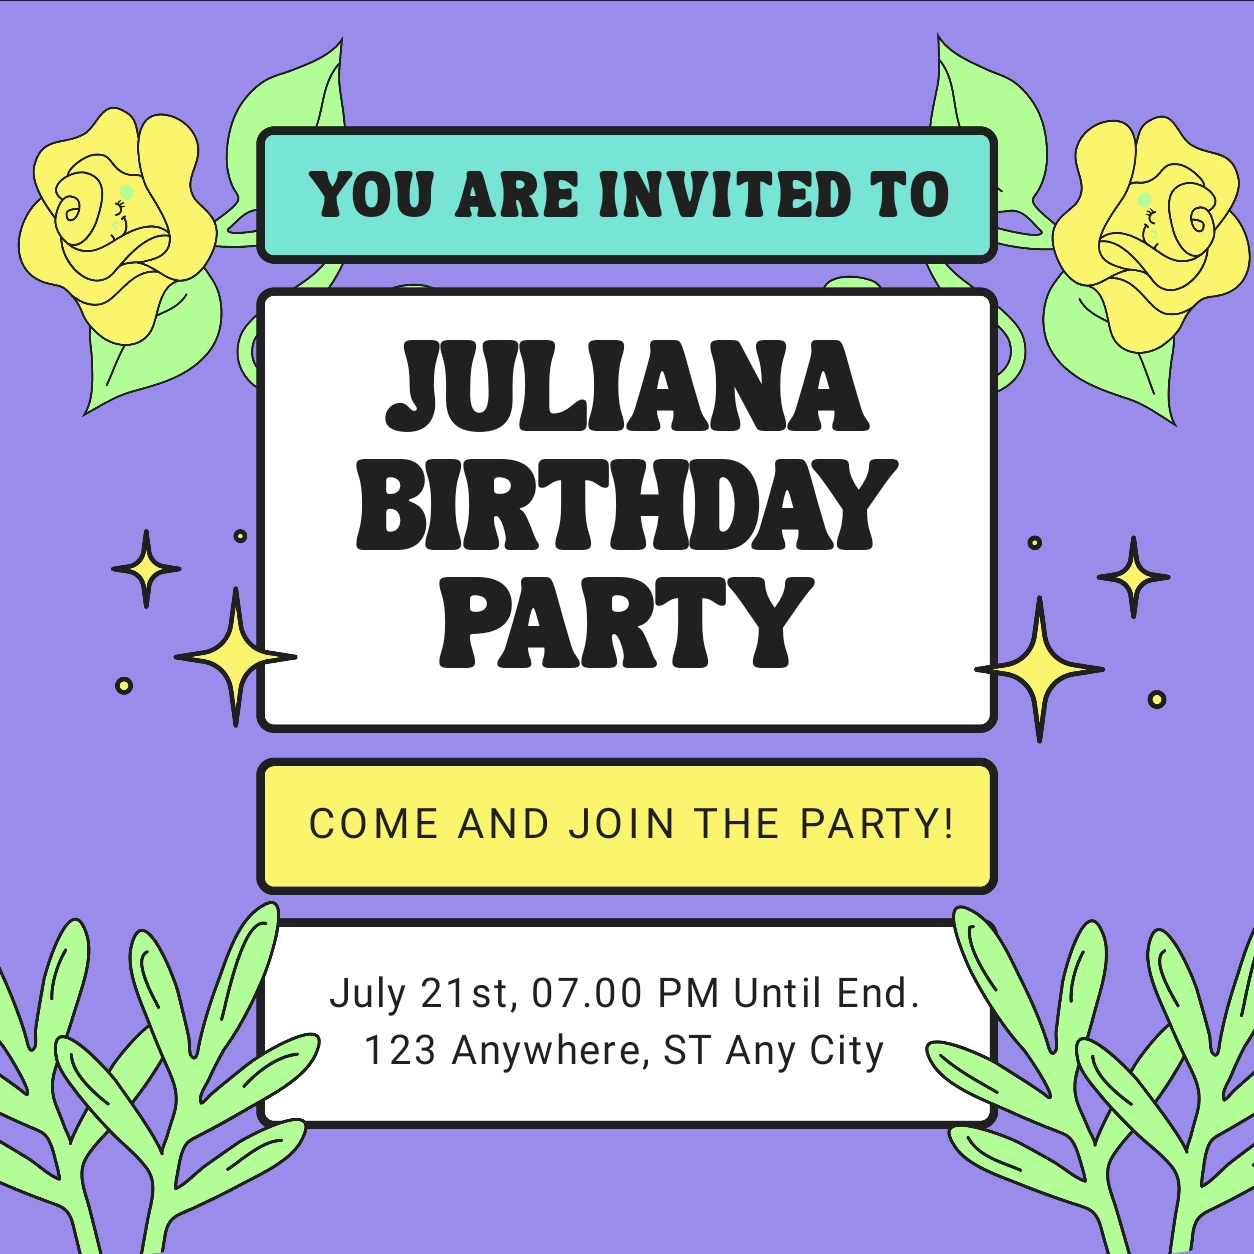 YOU ARE INVITED TO
JULIANA
BIRTHDAY
PARTY
COME AND JOIN THE PARTY!
July 21st, 07.00 PM Until End.
123 Anywhere, ST Any City